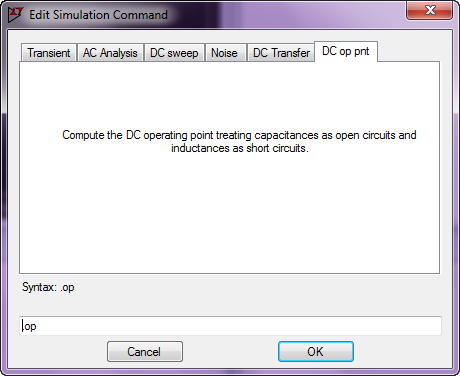 Edit Simulation Command
Transient AC Analysis DC sweep Noise DC Transfer DC op pnt
Compute the DC operating point treating capacitances as open circuits and
inductances as short circuits.
Syntax: .op
.op
Cancel OK